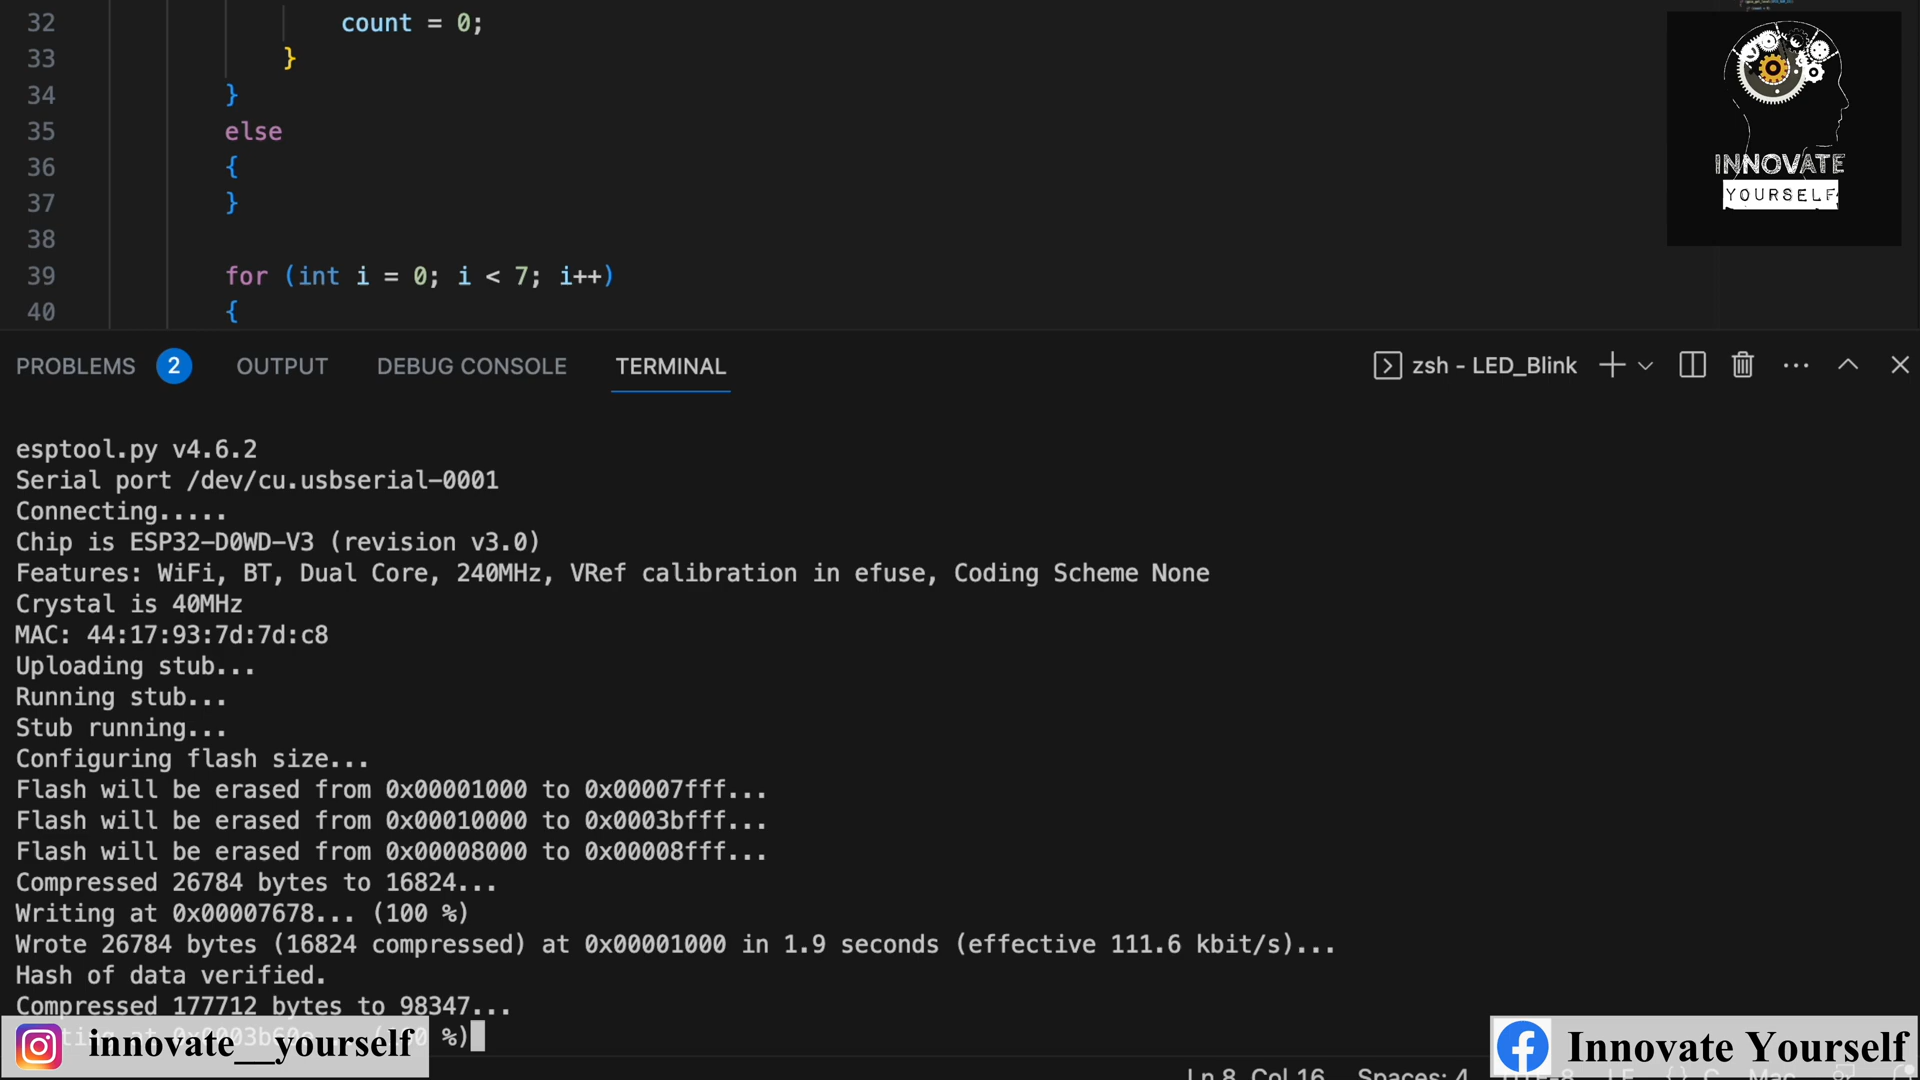 32 count = 0;
33 }
34 }
35 else
36 {
37 }
38
39 for (int i = 0; i < 7; i++)
40 {
INNOVATE
YOURSELF
PROBLEMS 2 OUTPUT DEBUG CONSOLE TERMINAL zsh - LED_Blink
esptool.py v4.6.2
Serial port /dev/cu.usbserial-0001
Connecting.....
Chip is ESP32-D0WD-V3 (revision v3.0)
Features: WiFi, BT, Dual Core, 240MHz, VRef calibration in efuse, Coding Scheme None
Crystal is 40MHz
MAC: 44:17:93:7d:7d:c8
Uploading stub...
Running stub...
Stub running...
Configuring flash size...
Flash will be erased from 0x00001000 to 0x00007fff...
Flash will be erased from 0x00010000 to 0x0003bfff...
Flash will be erased from 0x00008000 to 0x00008fff...
Compressed 26784 bytes to 16824...
Writing at 0x00007678... (100 %)
Wrote 26784 bytes (16824 compressed) at 0x00001000 in 1.9 seconds (effective 111.6 kbit/s)...
Hash of data verified.
Compressed 177712 bytes to 98347...
%)
innovate__yourself
Innovate Yourself
Ln 8, Col 16 Spaces: 4